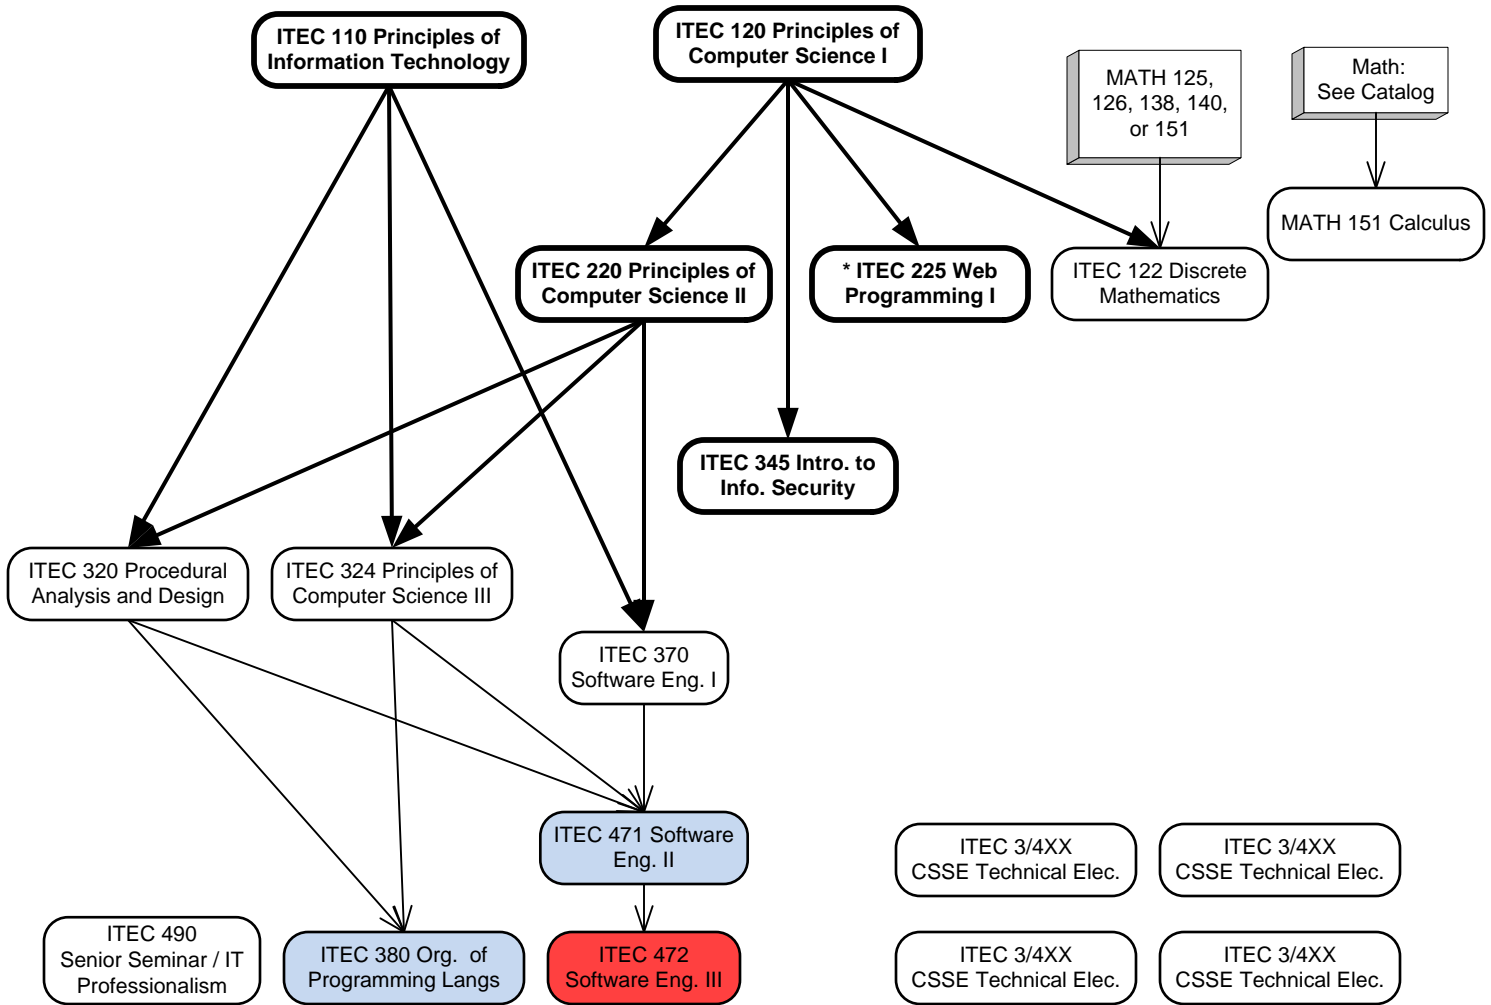 ITEC 110 Principles of
Information Technology
ITEC 120 Principles of
Computer Science I
MATH 125,
126, 138, 140,
or 151
Math:
See Catalog
MATH 151 Calculus
ITEC 220 Principles of
Computer Science II
* ITEC 225 Web
Programming I
ITEC 122 Discrete
Mathematics
ITEC 345 Intro. to
Info. Security
ITEC 320 Procedural
Analysis and Design
ITEC 324 Principles of
Computer Science III
ITEC 370
Software Eng. I
ITEC 471 Software
Eng. II
ITEC 3/4XX
CSSE Technical Elec.
ITEC 3/4XX
CSSE Technical Elec.
ITEC 490
Senior Seminar / IT
Professionalism
ITEC 380 Org. of
Programming Langs
ITEC 472
Software Eng. III
ITEC 3/4XX
CSSE Technical Elec.
ITEC 3/4XX
CSSE Technical Elec.